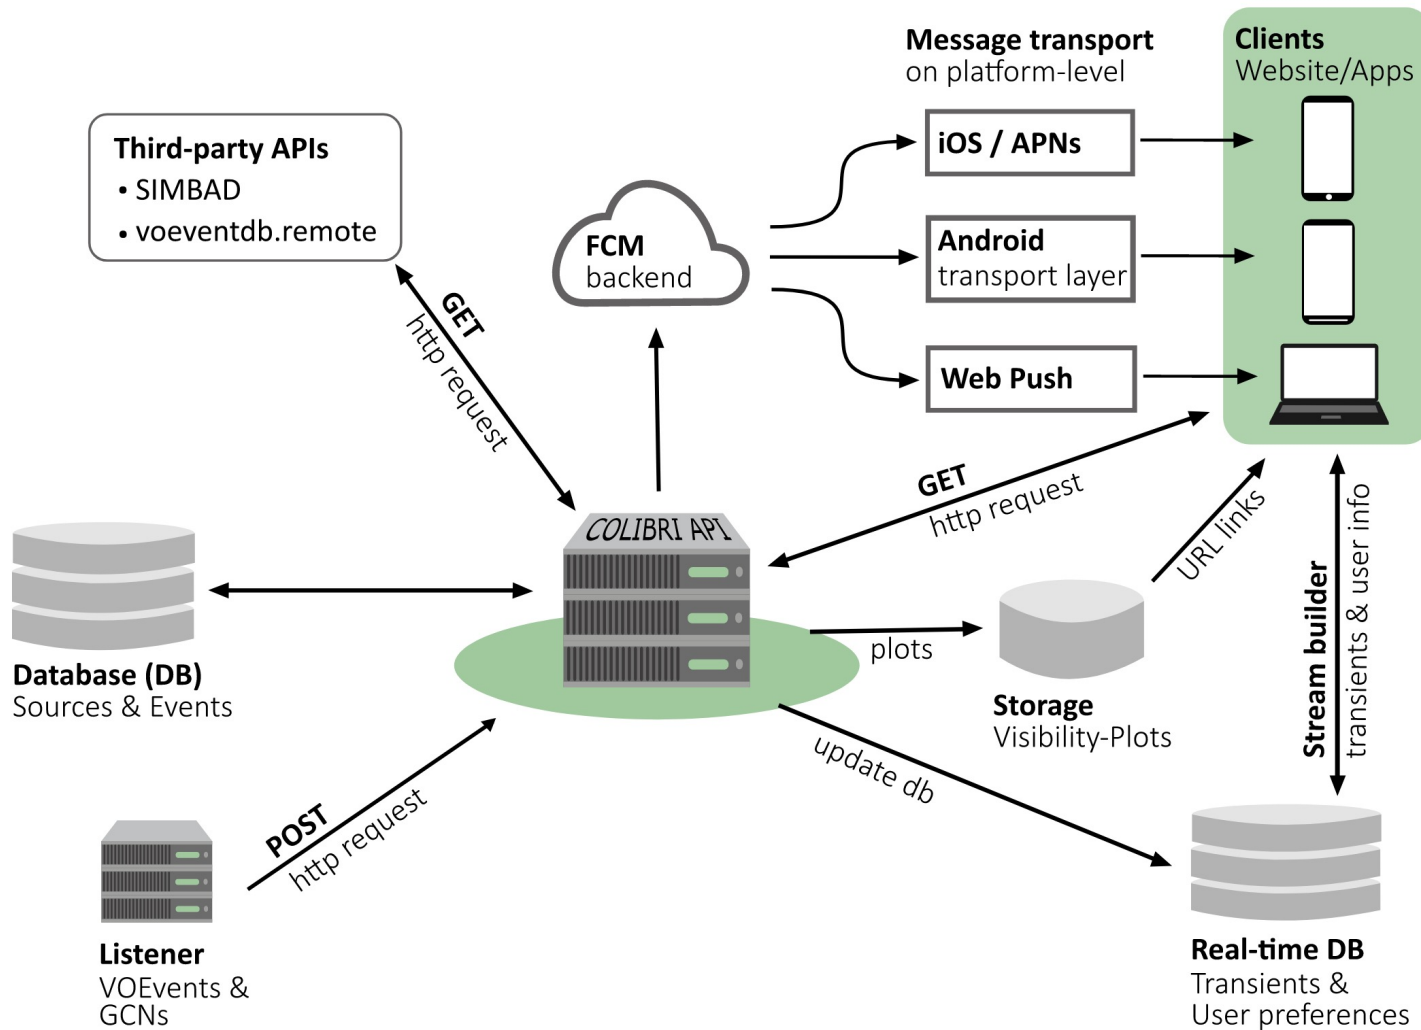 Message transport
on platform-level
Clients
Website/Apps
Third-party APIs
• SIMBAD
• voeventdb.remote
iOS / APNs
FCM
backend
Android
transport layer
Web Push
GET
http request
GET
http request
COLIBRI API
URL links
Stream builder
transients & user info
Database (DB)
Sources & Events
plots
Storage
Visibility-Plots
update db
POST
http request
Listener
VOEvents &
GCNs
Real-time DB
Transients &
User preferences